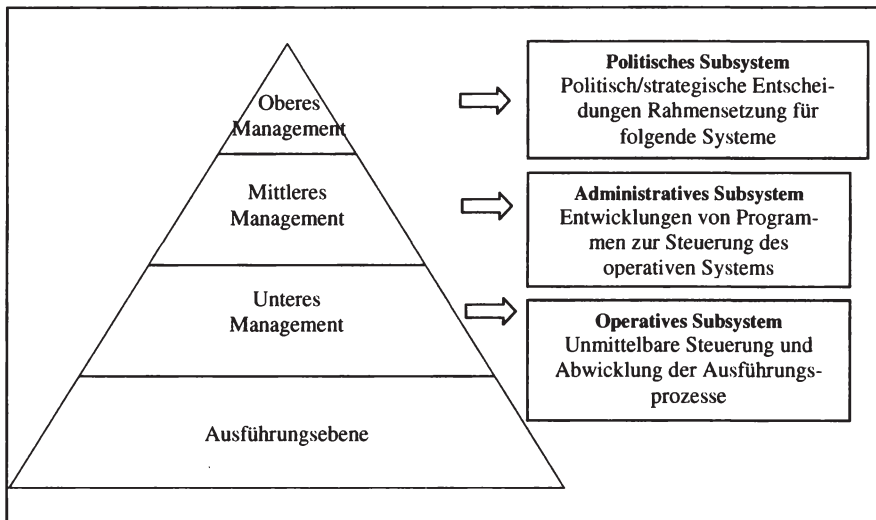 Oberes
Management
Politisches Subsystem
Politisch/strategische Entschei-
dungen Rahmensetzung für
folgende Systeme
Mittleres
Management
Administratives Subsystem
Entwicklungen von Program-
men zur Steuerung des
operativen Systems
Unteres
Management
Operatives Subsystem
Unmittelbare Steuerung und
Abwicklung der Ausführungs-
prozesse
Ausführungsebene